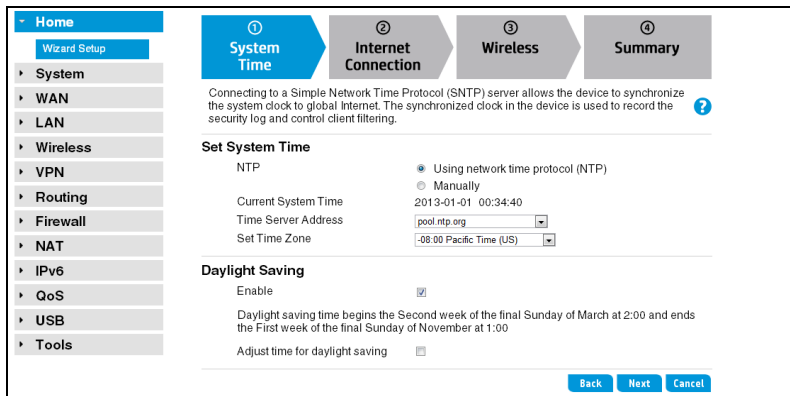 Home
Wizard Setup
System
WAN
LAN
Wireless
VPN
Routing
Firewall
NAT
IPv6
QoS
USB
Tools
① System Time
② Internet Connection
③ Wireless
④ Summary
Connecting to a Simple Network Time Protocol (SNTP) server allows the device to synchronize
the system clock to global Internet. The synchronized clock in the device is used to record the
security log and control client filtering.
?
Set System Time
NTP
Using network time protocol (NTP)
Manually
Current System Time 2013-01-01 00:34:40
Time Server Address pool.ntp.org
Set Time Zone -08:00 Pacific Time (US)
Daylight Saving
Enable
Daylight saving time begins the Second week of the final Sunday of March at 2:00 and ends
the First week of the final Sunday of November at 1:00
Adjust time for daylight saving
Back Next Cancel